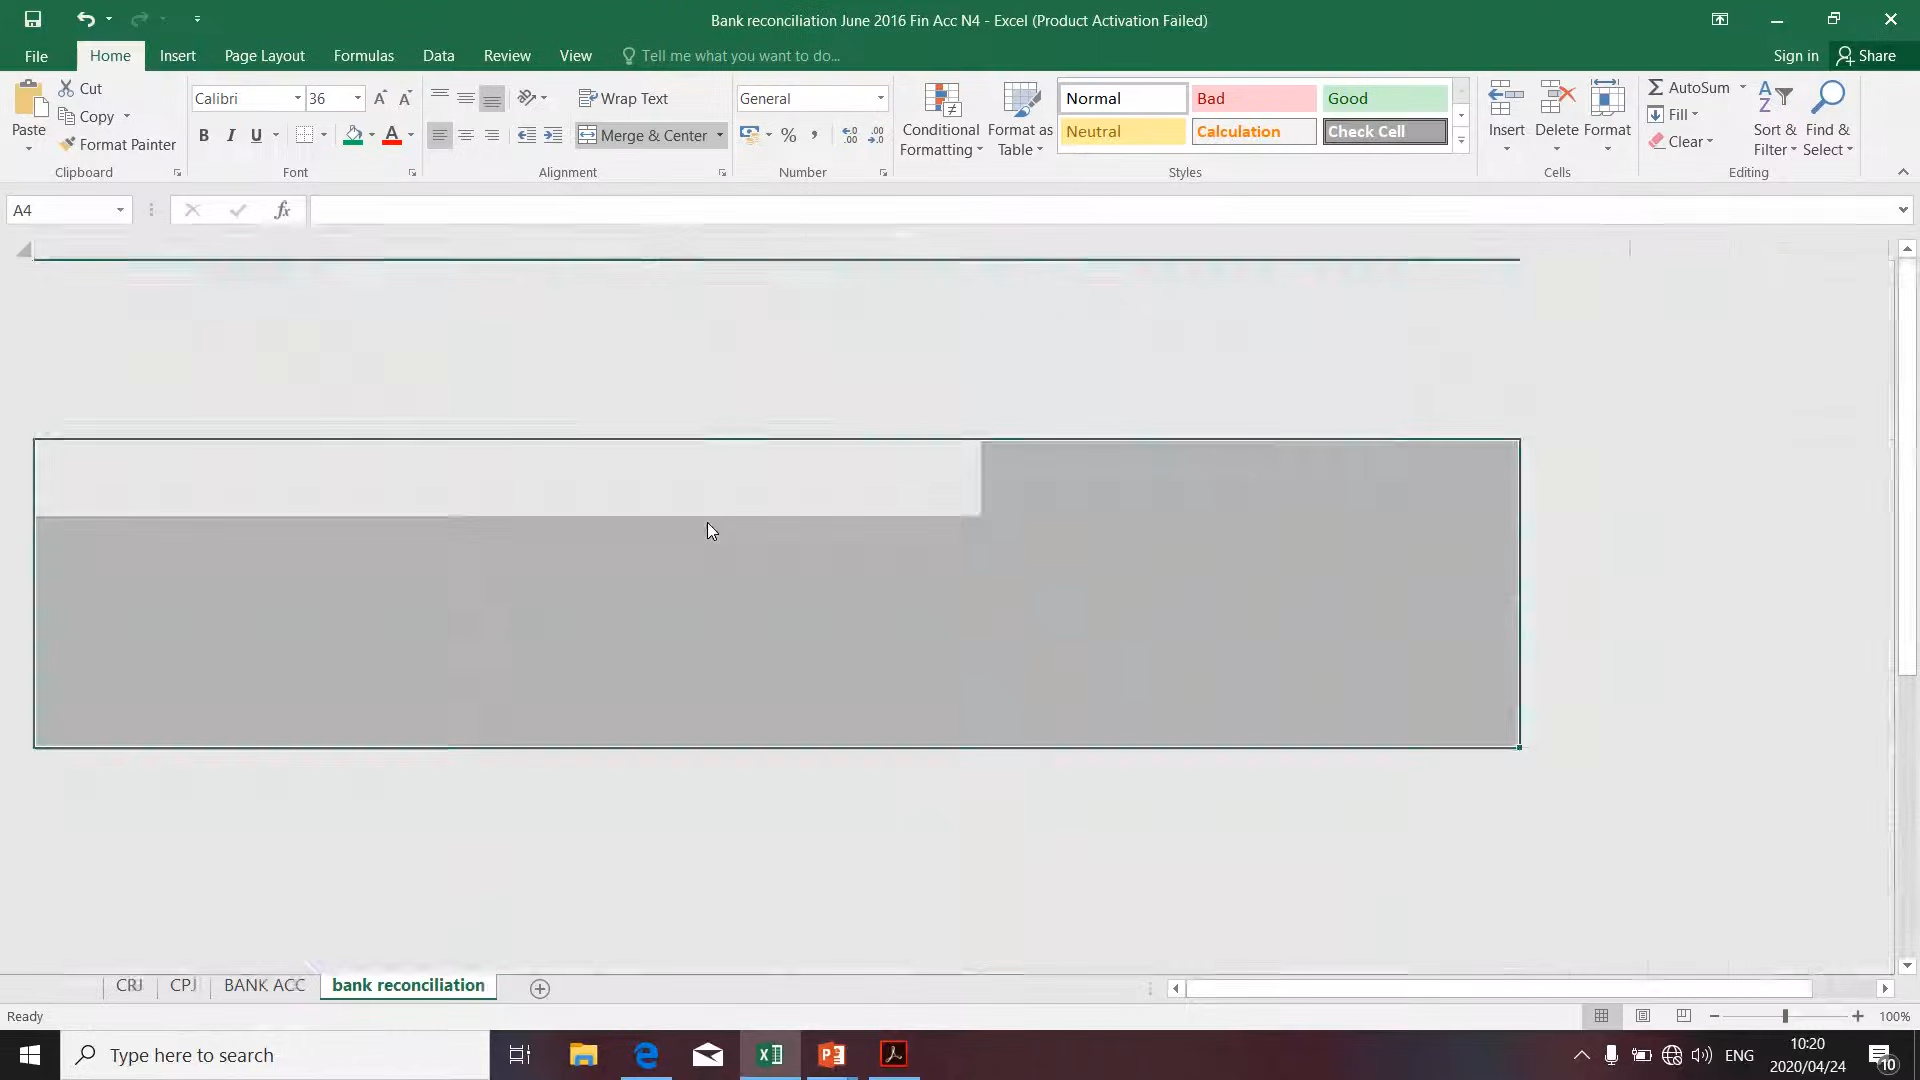 Bank reconciliation June 2016 Fin Acc N4 - Excel (Product Activation Failed)
File Home Insert Page Layout Formulas Data Review View Tell me what you want to do... Sign in Share
Paste Cut Copy Format Painter Clipboard
Calibri 36 A A B I U A Font
Wrap Text Merge & Center Alignment
General % , .00 Number
Conditional Formatting Format as Table
Normal Bad Good
Neutral Calculation Check Cell
Styles
Insert Delete Format Cells
AutoSum Fill Clear Sort & Filter Find & Select Editing
A4 fx
CRJ CPJ BANK ACC bank reconciliation
Ready 100%
Type here to search ENG 10:20
2020/04/24 10